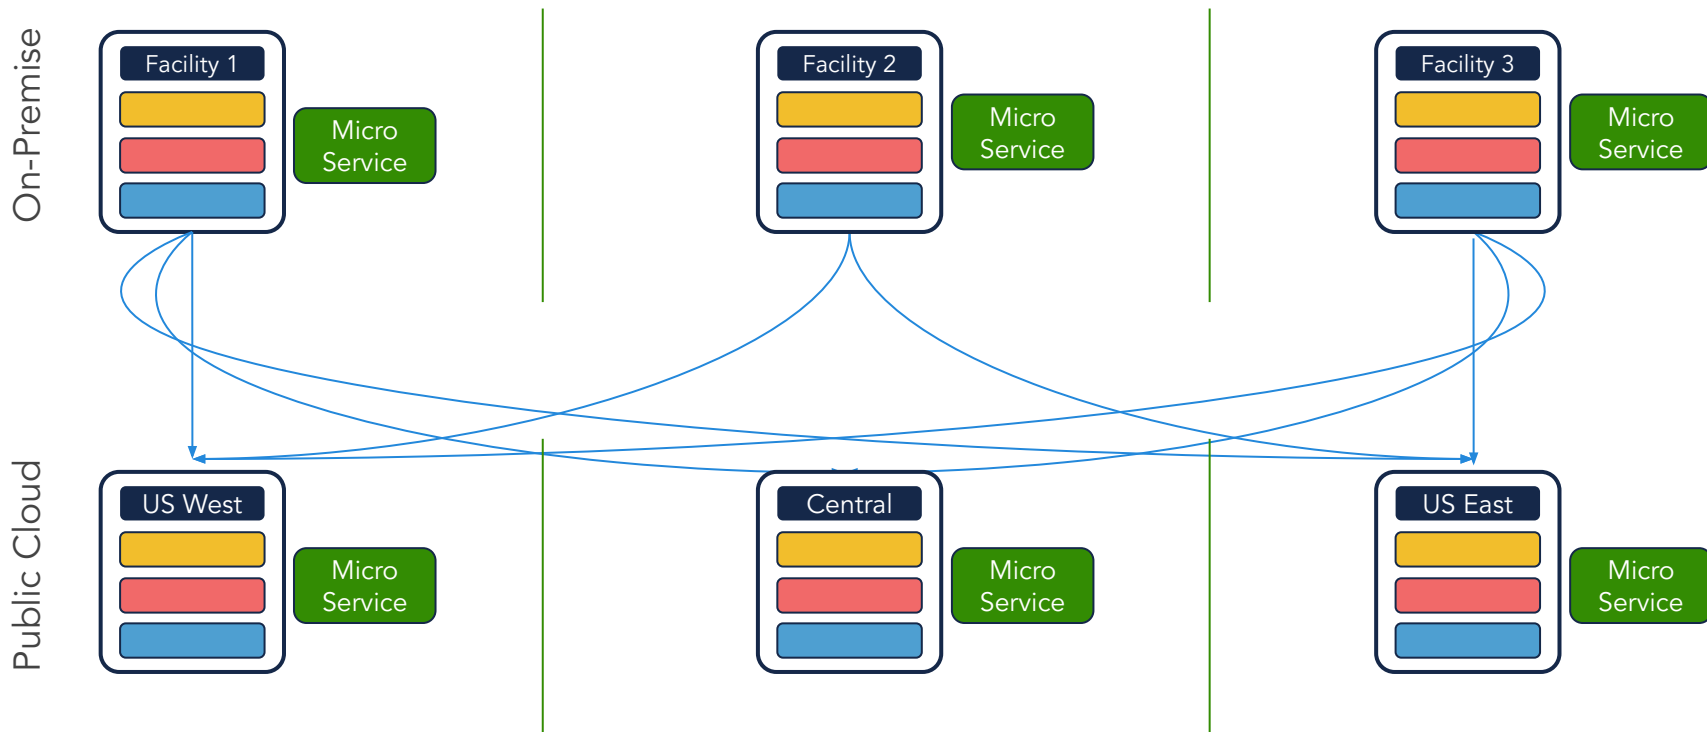 On-Premise
Facility 1
Micro
Service
Facility 2
Micro
Service
Facility 3
Micro
Service
Public Cloud
US West
Micro
Service
Central
Micro
Service
US East
Micro
Service